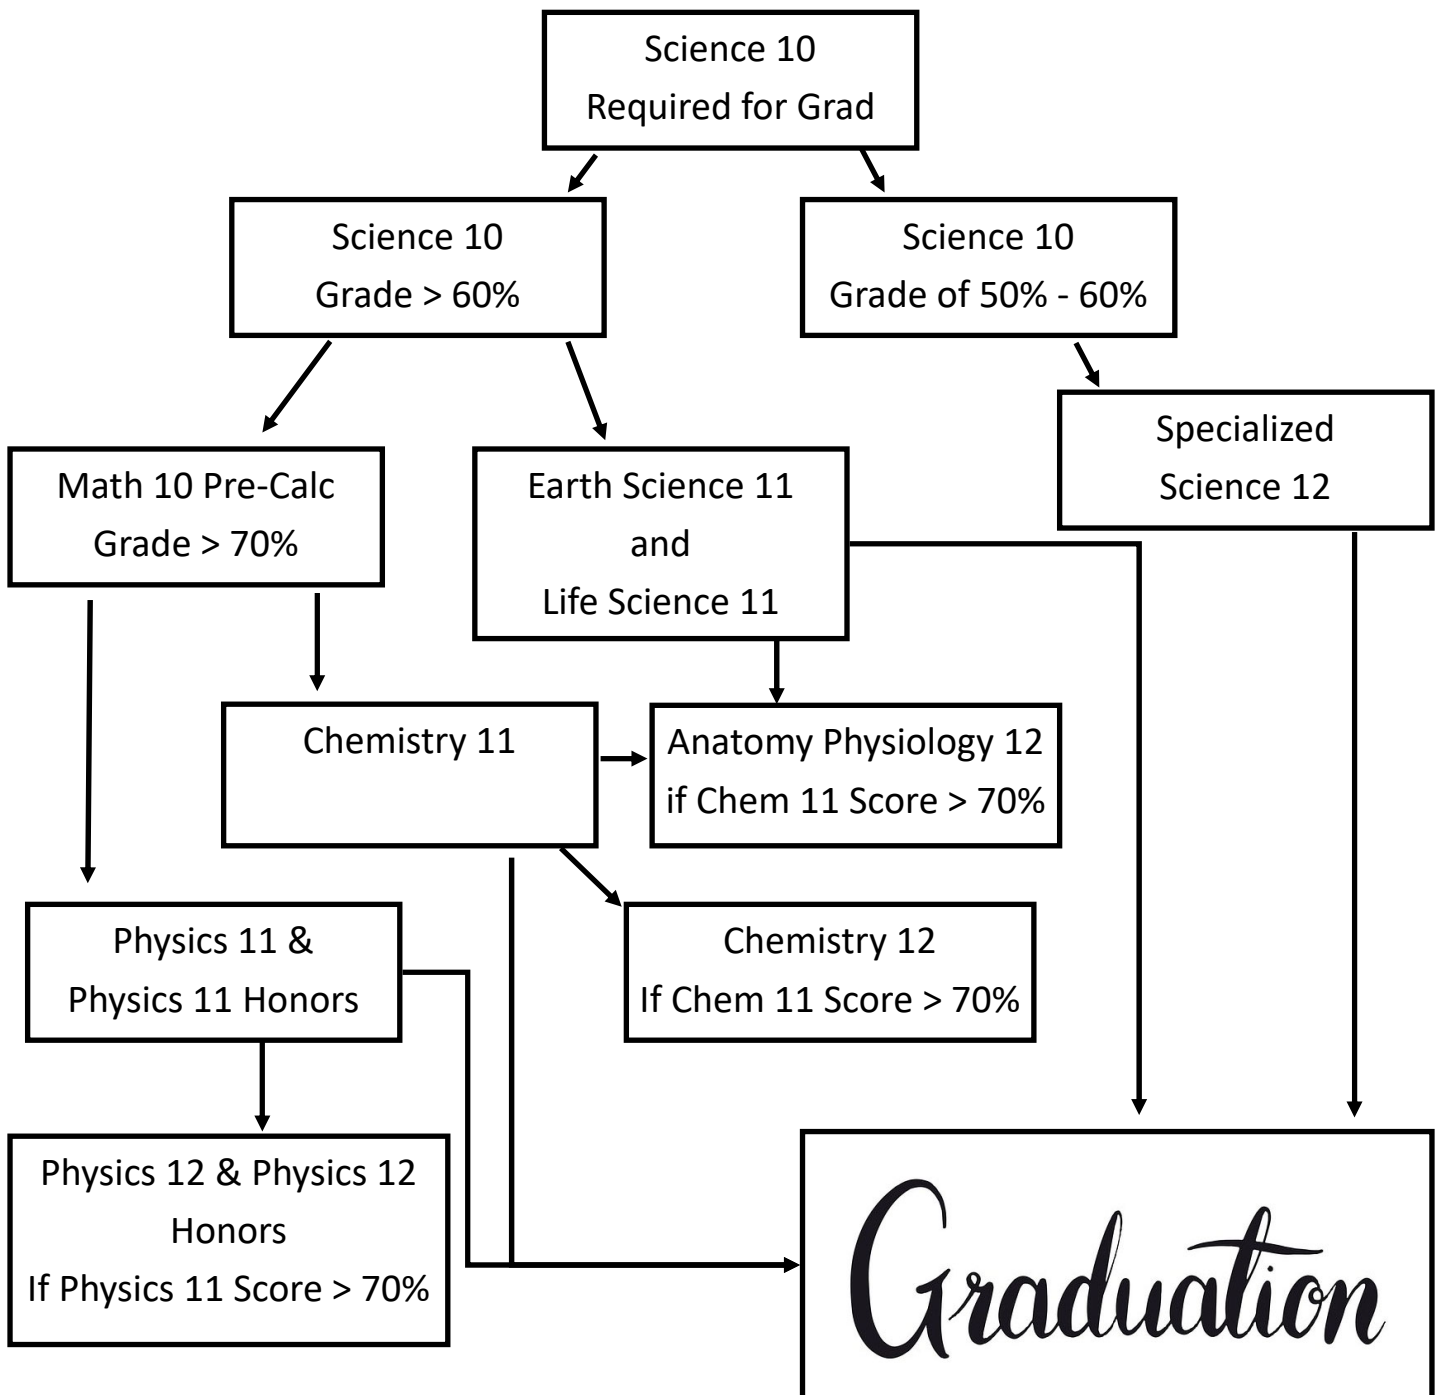 Science 10
Required for Grad
Science 10
Grade > 60%
Science 10
Grade of 50% - 60%
Specialized
Science 12
Math 10 Pre-Calc
Grade > 70%
Earth Science 11
and
Life Science 11
Chemistry 11
Anatomy Physiology 12
if Chem 11 Score > 70%
Physics 11 &
Physics 11 Honors
Chemistry 12
If Chem 11 Score > 70%
Physics 12 & Physics 12
Honors
If Physics 11 Score > 70%
Graduation